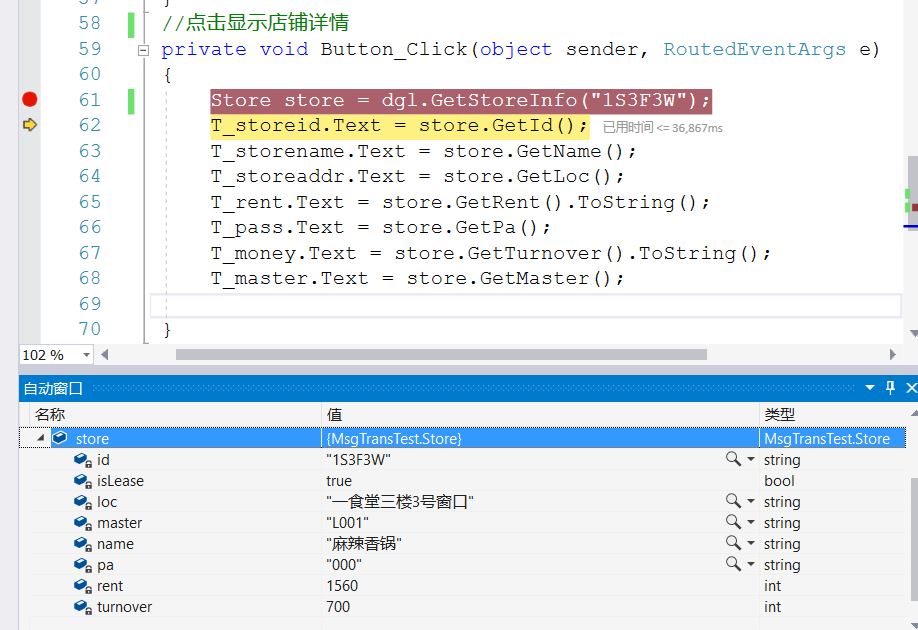 58 //点击显示店铺详情
59 private void Button_Click(object sender, RoutedEventArgs e)
60 {
61 Store store = dgl.GetStoreInfo("1S3F3W");
62 T_storeid.Text = store.GetId(); 已用时间 <= 36,867ms
63 T_storename.Text = store.GetName();
64 T_storeaddr.Text = store.GetLoc();
65 T_rent.Text = store.GetRent().ToString();
66 T_pass.Text = store.GetPa();
67 T_money.Text = store.GetTurnover().ToString();
68 T_master.Text = store.GetMaster();
69
70 }
102 %
自动窗口
名称 值 类型
store {MsgTransTest.Store} MsgTransTest.Store
id "1S3F3W" string
isLease true bool
loc "一食堂三楼3号窗口" string
master "L001" string
name "麻辣香锅" string
pa "000" string
rent 1560 int
turnover 700 int